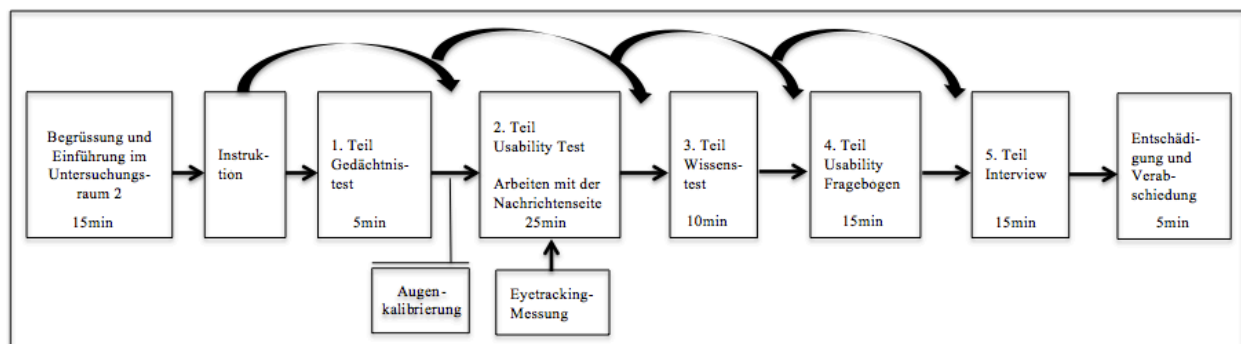 Begrüssung und
Einführung im
Untersuchungs-
raum 2
15min
Instruk-
tion
1. Teil
Gedächtnis-
test
5min
2. Teil
Usability Test
Arbeiten mit der
Nachrichtenseite
25min
3. Teil
Wissens-
test
10min
4. Teil
Usability
Fragebogen
15min
5. Teil
Interview
15min
Entschädi-
gung und
Verab-
schiedung
5min
Augen-
kalibrierung
Eyetracking-
Messung